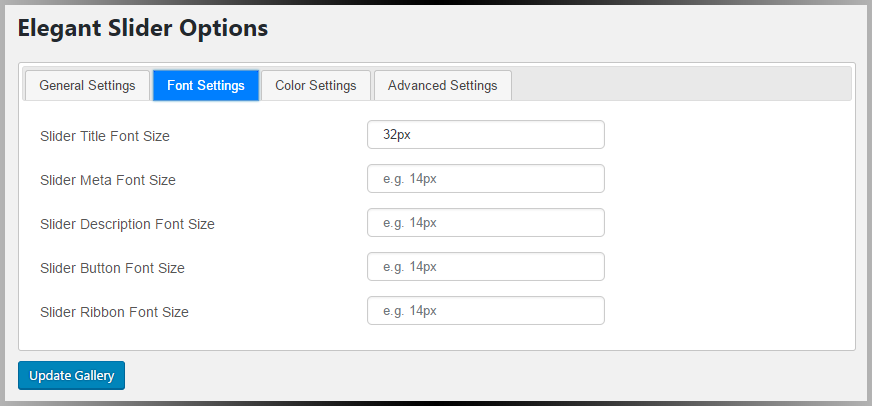 Elegant Slider Options
General Settings Font Settings Color Settings Advanced Settings
Slider Title Font Size 32px
Slider Meta Font Size e.g. 14px
Slider Description Font Size e.g. 14px
Slider Button Font Size e.g. 14px
Slider Ribbon Font Size e.g. 14px
Update Gallery